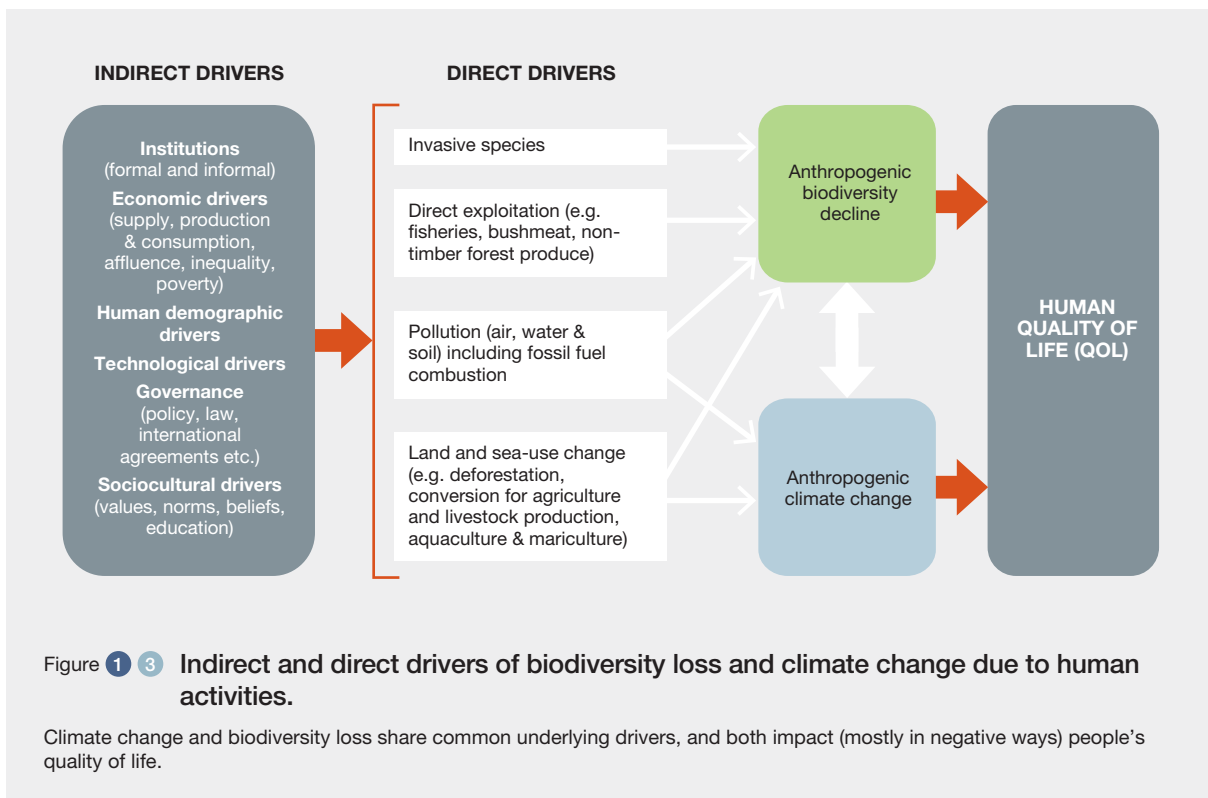 INDIRECT DRIVERS
Institutions
(formal and informal)
Economic drivers
(supply, production
& consumption,
affluence, inequality,
poverty)
Human demographic
drivers
Technological drivers
Governance
(policy, law,
international
agreements etc.)
Sociocultural drivers
(values, norms, beliefs,
education)
DIRECT DRIVERS
Invasive species
Direct exploitation (e.g.
fisheries, bushmeat, non-
timber forest produce)
Pollution (air, water &
soil) including fossil fuel
combustion
Land and sea-use change
(e.g. deforestation,
conversion for agriculture
and livestock production,
aquaculture & mariculture)
Anthropogenic
biodiversity
decline
Anthropogenic
climate change
HUMAN
QUALITY OF
LIFE (QOL)
Figure 1 3 Indirect and direct drivers of biodiversity loss and climate change due to human
activities.
Climate change and biodiversity loss share common underlying drivers, and both impact (mostly in negative ways) people’s
quality of life.